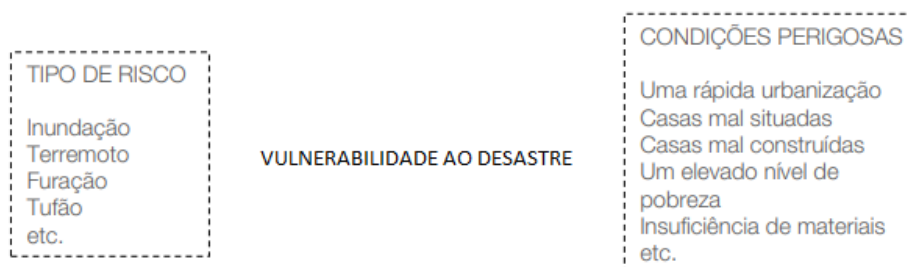 TIPO DE RISCO
Inundação
Terremoto
Furação
Tufão
etc.
VULNERABILIDADE AO DESASTRE
CONDIÇÕES PERIGOSAS
Uma rápida urbanização
Casas mal situadas
Casas mal construídas
Um elevado nível de
pobreza
Insuficiência de materiais
etc.